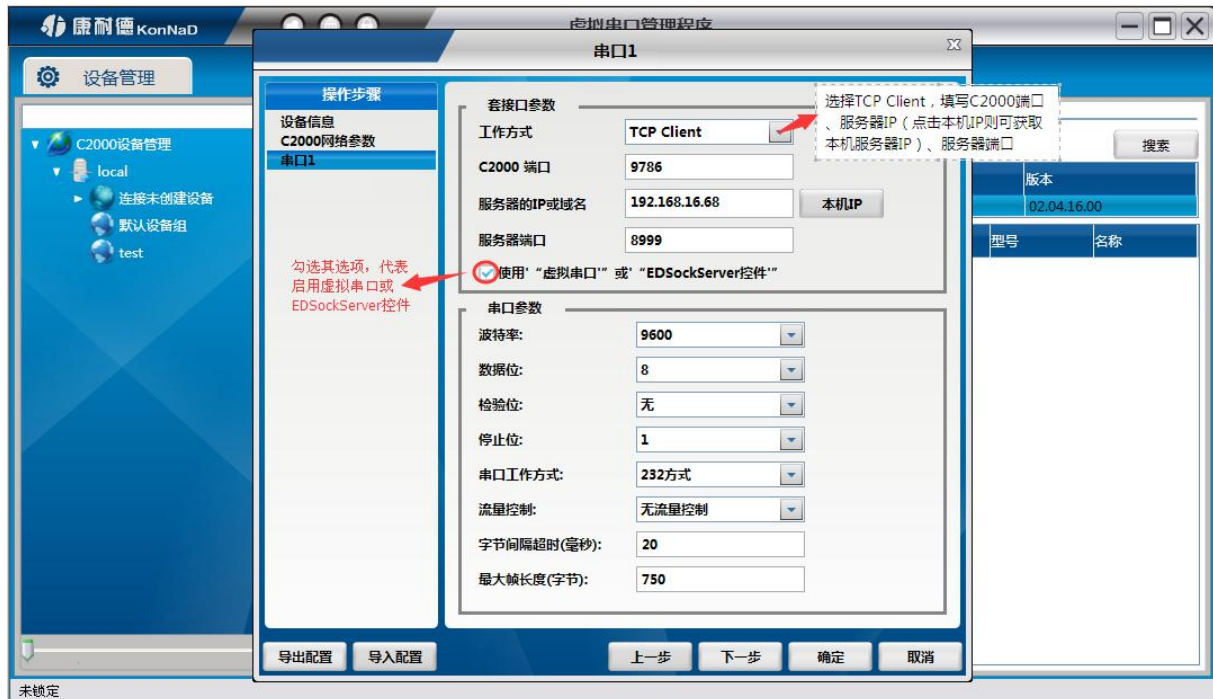 康耐德 KonNaD
虚拟串口管理程序
设备管理
C2000设备管理
local
连接未创建设备
默认设备组
test
未锁定
串口1
操作步骤
设备信息
C2000网络参数
串口1
勾选其选项，代表
启用虚拟串口或
EDSockServer控件
套接口参数
工作方式 TCP Client
C2000 端口 9786
服务器的IP或域名 192.168.16.68 本机IP
服务器端口 8999
使用' “虚拟串口'” 或' “EDSockServer控件'”
选择TCP Client，填写C2000端口
、服务器IP（点击本机IP则可获取
本机服务器IP）、服务器端口
串口参数
波特率: 9600
数据位: 8
检验位: 无
停止位: 1
串口工作方式: 232方式
流量控制: 无流量控制
字节间隔超时(毫秒): 20
最大帧长度(字节): 750
导出配置 导入配置 上一步 下一步 确定 取消
搜索
版本
02.04.16.00
型号 名称